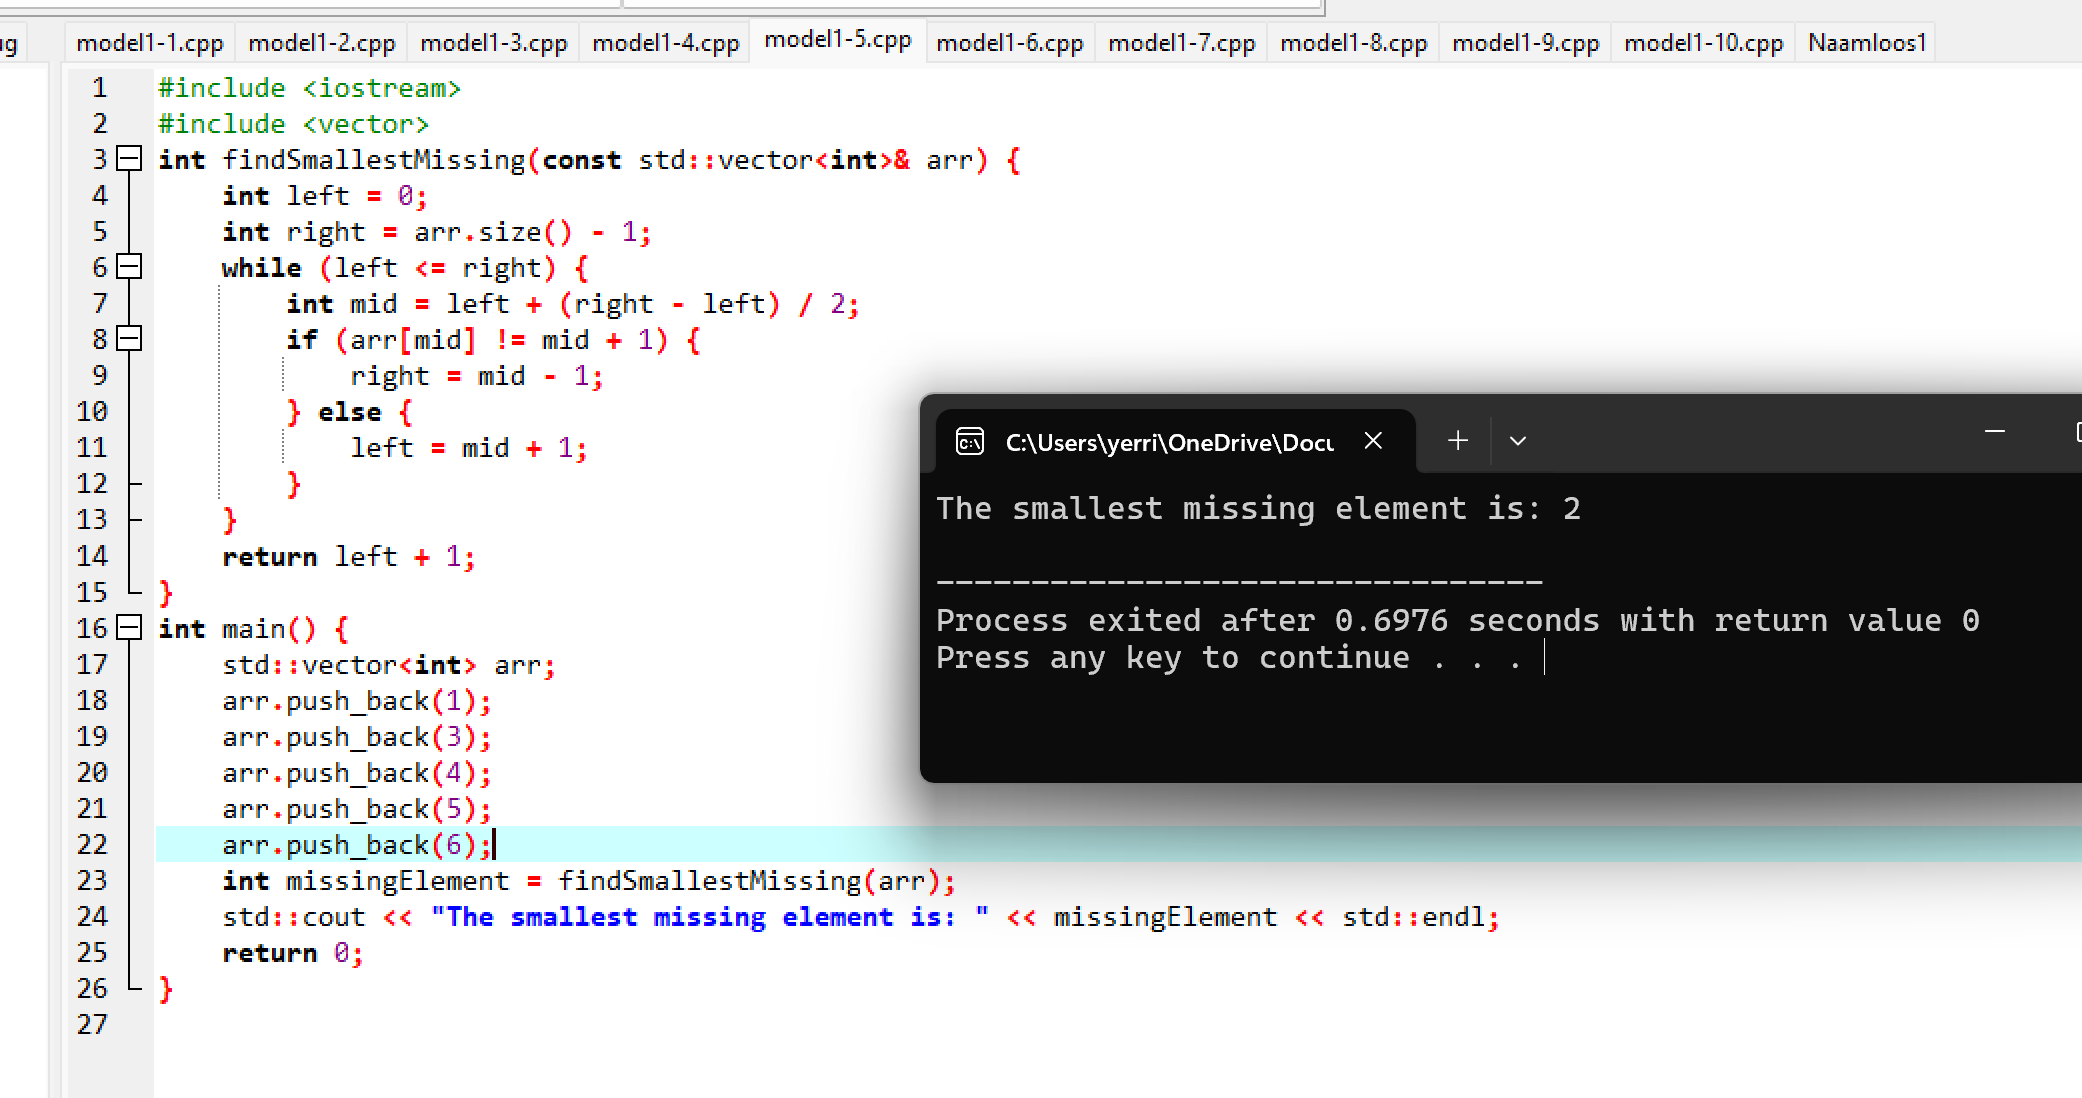 ug model1-1.cpp model1-2.cpp model1-3.cpp model1-4.cpp model1-5.cpp model1-6.cpp model1-7.cpp model1-8.cpp model1-9.cpp model1-10.cpp Naamloos1
1 #include <iostream>
2 #include <vector>
3 int findSmallestMissing(const std::vector<int>& arr) {
4     int left = 0;
5     int right = arr.size() - 1;
6     while (left <= right) {
7         int mid = left + (right - left) / 2;
8         if (arr[mid] != mid + 1) {
9             right = mid - 1;
10         } else {
11             left = mid + 1;
12         }
13     }
14     return left + 1;
15 }
16 int main() {
17     std::vector<int> arr;
18     arr.push_back(1);
19     arr.push_back(3);
20     arr.push_back(4);
21     arr.push_back(5);
22     arr.push_back(6);
23     int missingElement = findSmallestMissing(arr);
24     std::cout << "The smallest missing element is: " << missingElement << std::endl;
25     return 0;
26 }
27
C:\Users\yerri\OneDrive\Docu
The smallest missing element is: 2
--------------------------------
Process exited after 0.6976 seconds with return value 0
Press any key to continue . . .